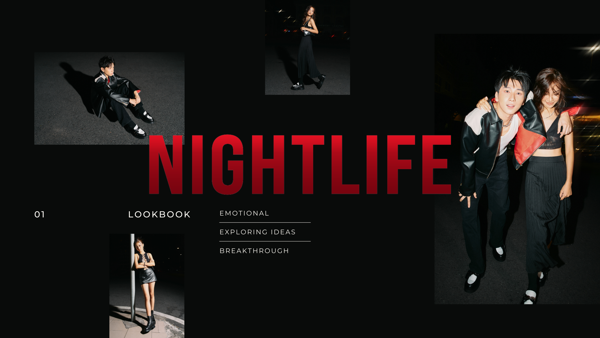 NIGHTLIFE
01
LOOKBOOK
EMOTIONAL
EXPLORING IDEAS
BREAKTHROUGH